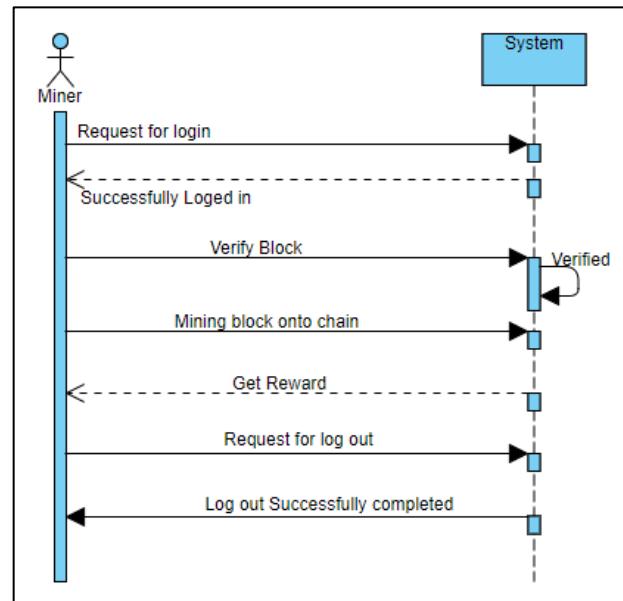 System
Miner
Request for login
Successfully Loged in
Verify Block
Verified
Mining block onto chain
Get Reward
Request for log out
Log out Successfully completed